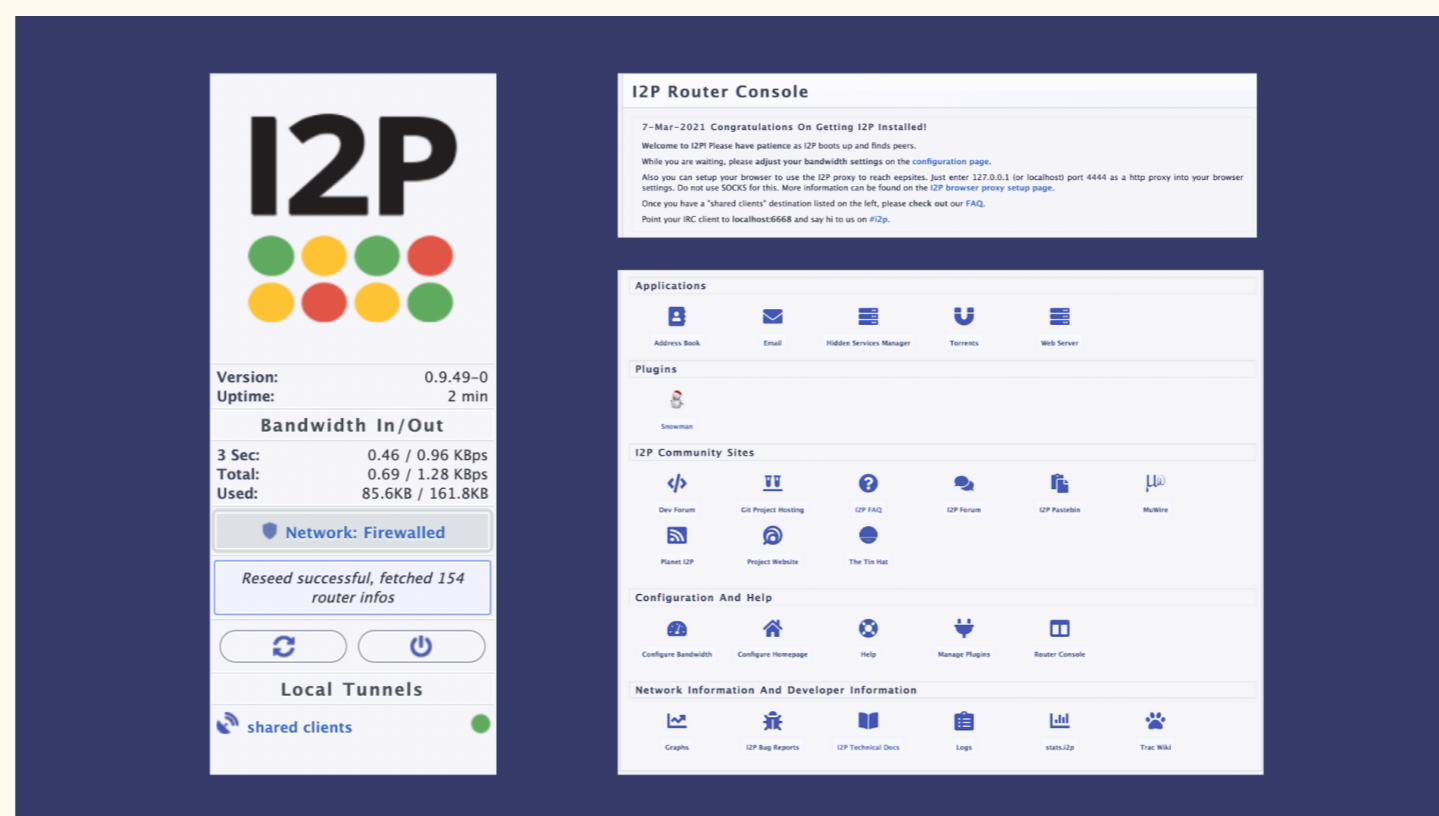 I2P
Version: 0.9.49-0
Uptime: 2 min
Bandwidth In/Out
3 Sec: 0.46 / 0.96 KBps
Total: 0.69 / 1.28 KBps
Used: 85.6KB / 161.8KB
Network: Firewalled
Reseed successful, fetched 154
router infos
Local Tunnels
shared clients
I2P Router Console
7-Mar-2021 Congratulations On Getting I2P Installed!
Welcome to I2P! Please have patience as I2P boots up and finds peers.
While you are waiting, please adjust your bandwidth settings on the configuration page.
Also you can setup your browser to use the I2P proxy to reach eepsites. Just enter 127.0.0.1 (or localhost) port 4444 as a http proxy into your browser
settings. Do not use SOCKS for this. More information can be found on the I2P browser proxy setup page.
Once you have a "shared clients" destination listed on the left, please check out our FAQ.
Point your IRC client to localhost:6668 and say hi to us on #i2p.
Applications
Address Book Email Hidden Services Manager Torrents Web Server
Plugins
Snowman
I2P Community Sites
Dev Forum Git Project Hosting I2P FAQ I2P Forum I2P Pastebin MuWire
Planet I2P Project Website The Tin Hat
Configuration And Help
Configure Bandwidth Configure Homepage Help Manage Plugins Router Console
Network Information And Developer Information
Graphs I2P Bug Reports I2P Technical Docs Logs stats.i2p Trac Wiki